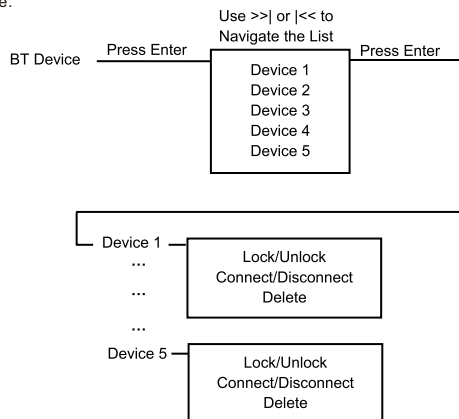 e.
Use >>| or |<< to
Navigate the List
BT Device
Press Enter
Press Enter
Device 1
Device 2
Device 3
Device 4
Device 5
Device 1
...
...
...
Lock/Unlock
Connect/Disconnect
Delete
Device 5
Lock/Unlock
Connect/Disconnect
Delete